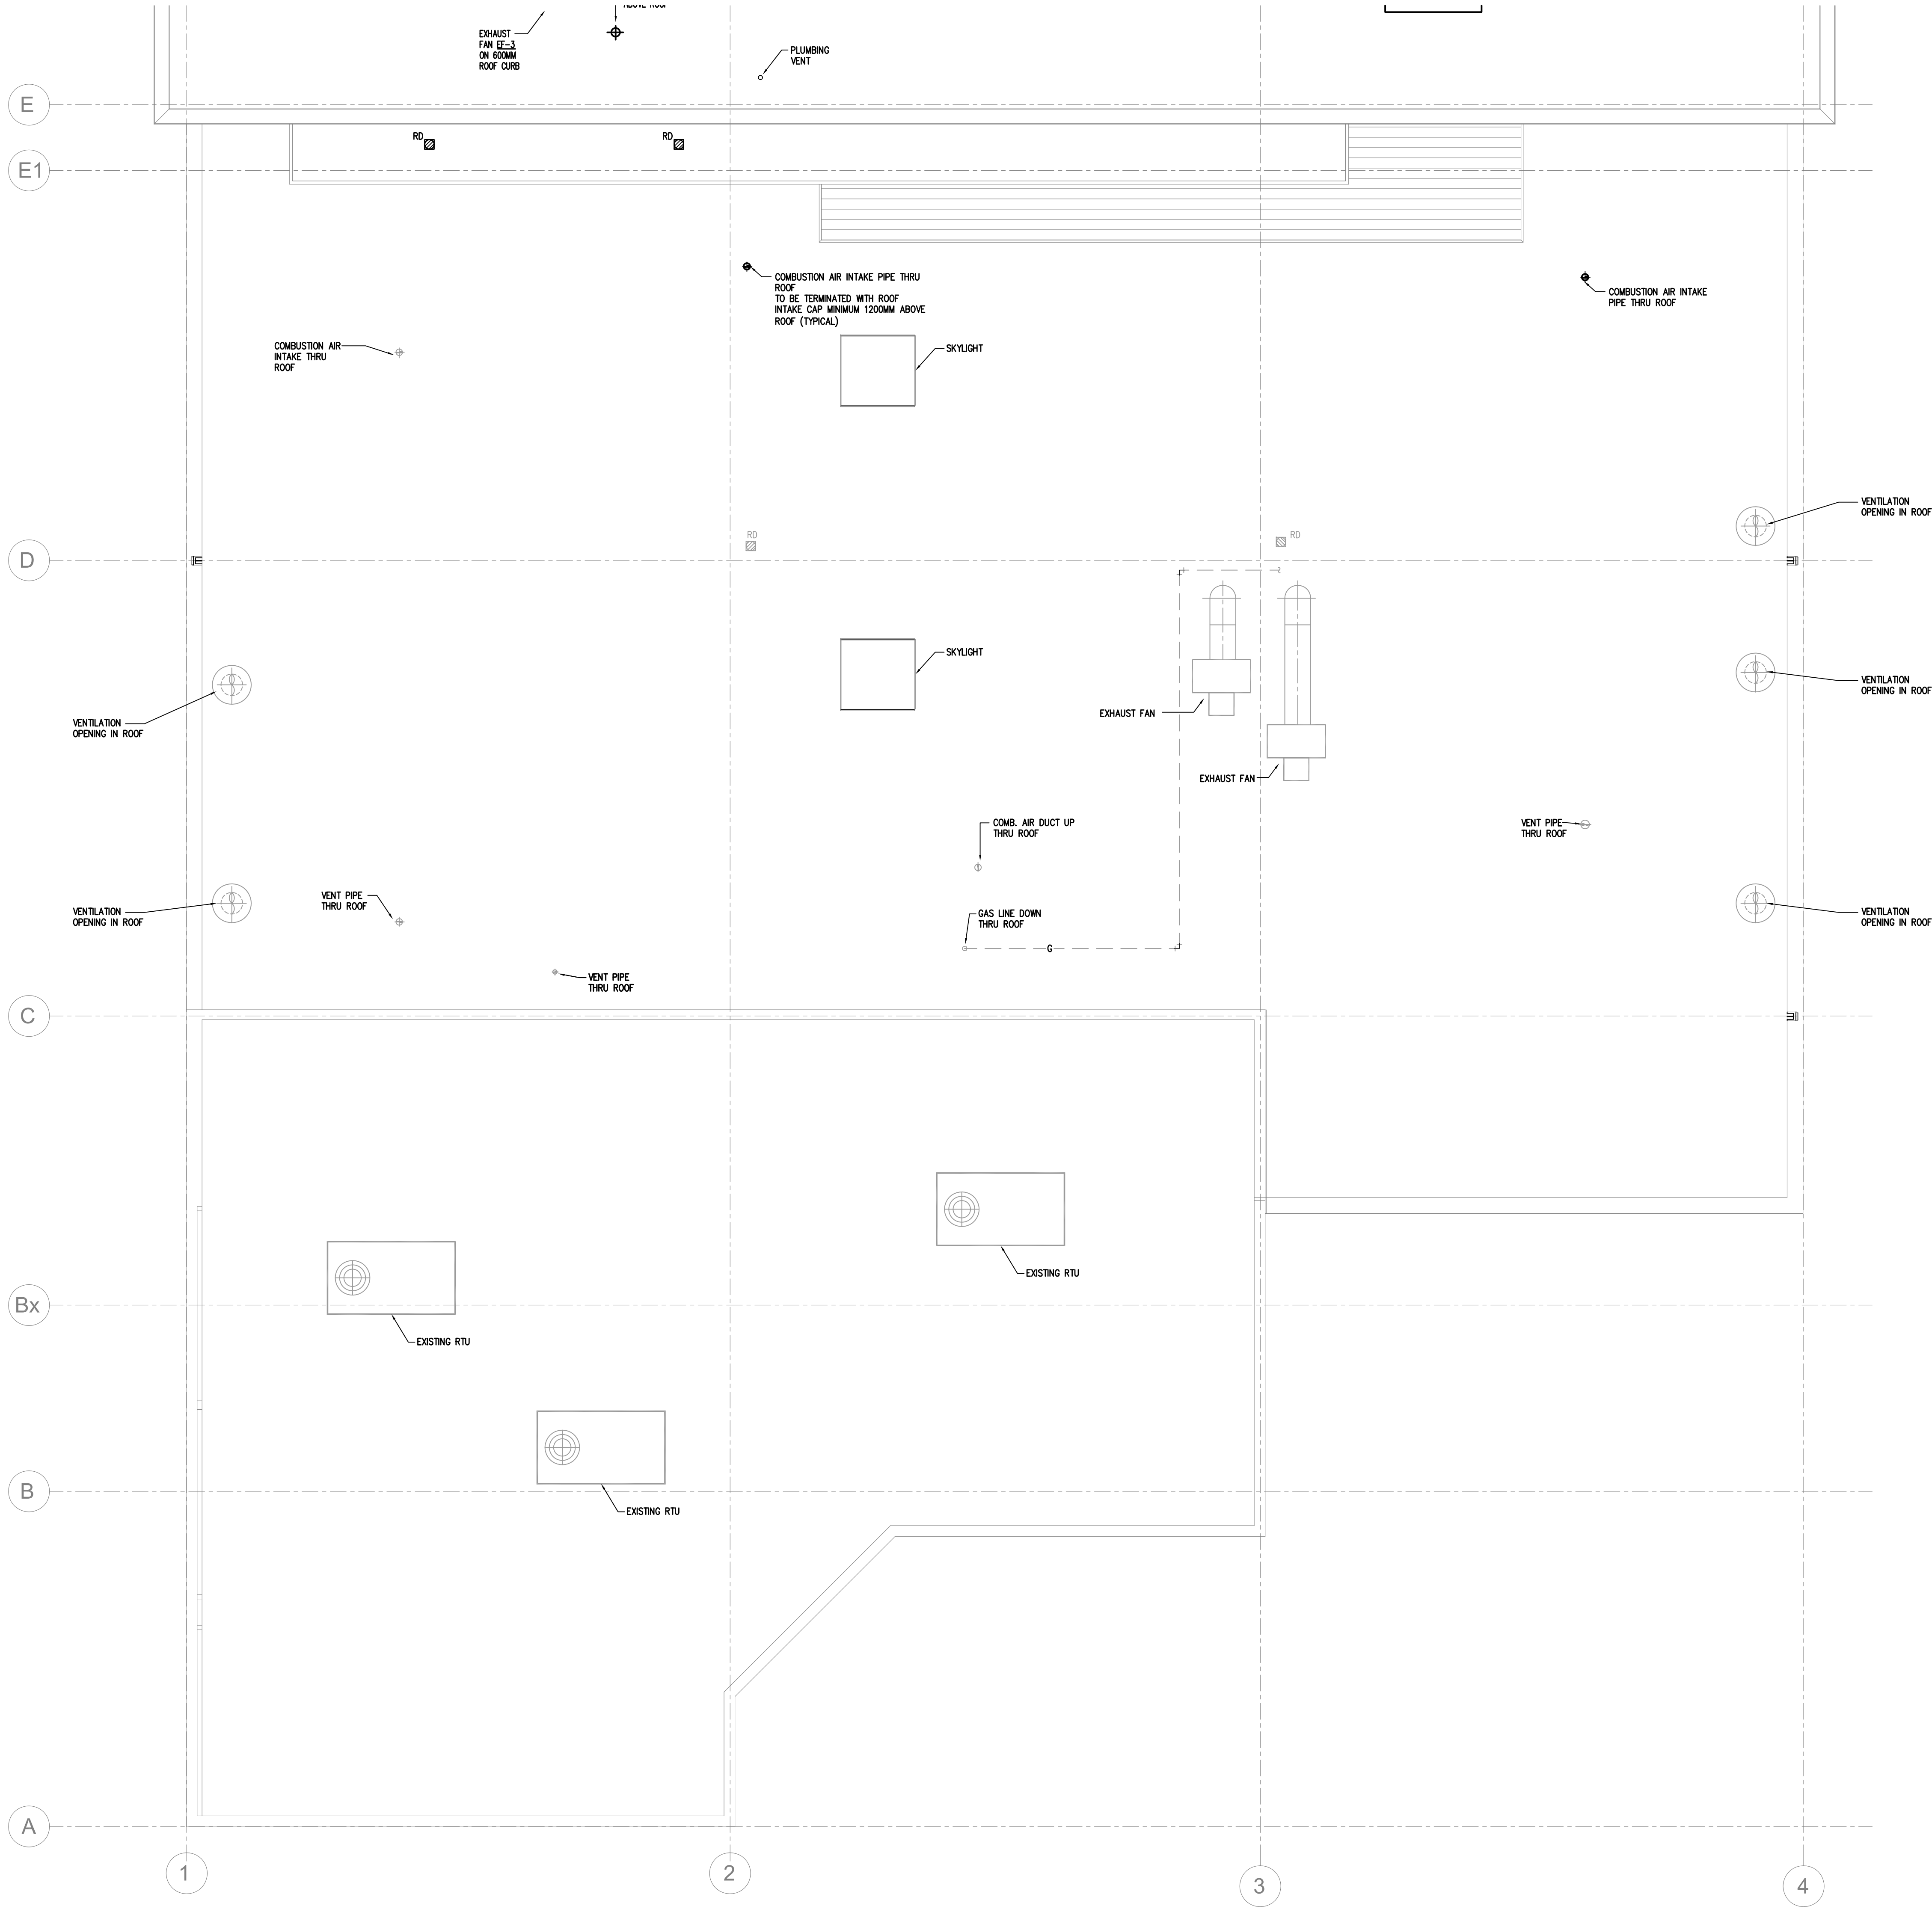 ABOVE ROOF
EXHAUST
FAN EF-3
ON 600MM
ROOF CURB
PLUMBING
VENT
E
RD
RD
E1
COMBUSTION AIR INTAKE PIPE THRU
ROOF
TO BE TERMINATED WITH ROOF
INTAKE CAP MINIMUM 1200MM ABOVE
ROOF (TYPICAL)
COMBUSTION AIR INTAKE
PIPE THRU ROOF
COMBUSTION AIR
INTAKE THRU
ROOF
SKYLIGHT
VENTILATION
OPENING IN ROOF
RD
RD
D
SKYLIGHT
VENTILATION
OPENING IN ROOF
EXHAUST FAN
VENTILATION
OPENING IN ROOF
EXHAUST FAN
COMB. AIR DUCT UP
THRU ROOF
VENT PIPE
THRU ROOF
VENT PIPE
THRU ROOF
VENTILATION
OPENING IN ROOF
GAS LINE DOWN
THRU ROOF
VENTILATION
OPENING IN ROOF
G
VENT PIPE
THRU ROOF
C
EXISTING RTU
Bx
EXISTING RTU
B
EXISTING RTU
A
1
2
3
4